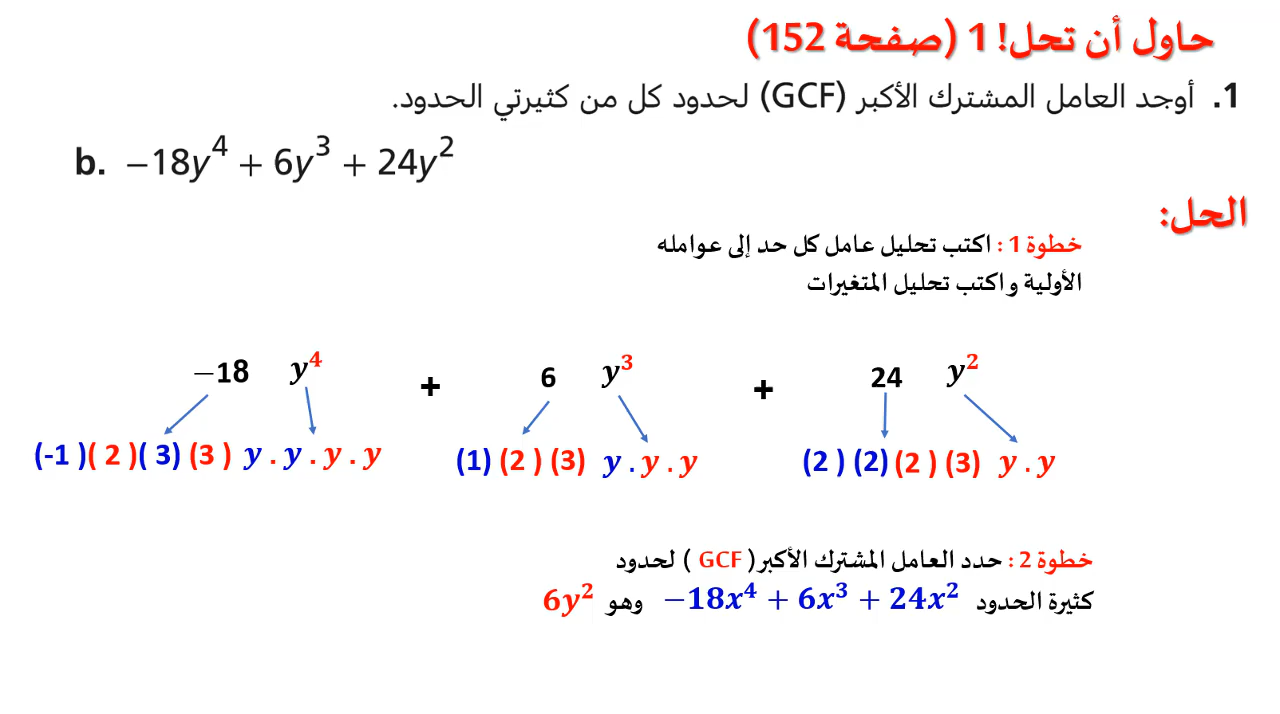 حاول أن تحل! 1 (صفحة 152)
1. أوجد العامل المشترك الأكبر (GCF) لحدود كل من كثيرتي الحدود.
b. −18y⁴ + 6y³ + 24y²
الحل:
خطوة 1 : اكتب تحليل عامل كل حد إلى عوامله
الأولية واكتب تحليل المتغيرات
−18 y⁴ + 6 y³ + 24 y²
(-1 )( 2 )( 3) (3 ) y . y . y . y (1) (2 ) (3) y . y . y (2 ) (2) (2 ) (3) y . y
خطوة 2 : حدد العامل المشترك الأكبر ( GCF ) لحدود
كثيرة الحدود −18x⁴ + 6x³ + 24x² وهو 6y²